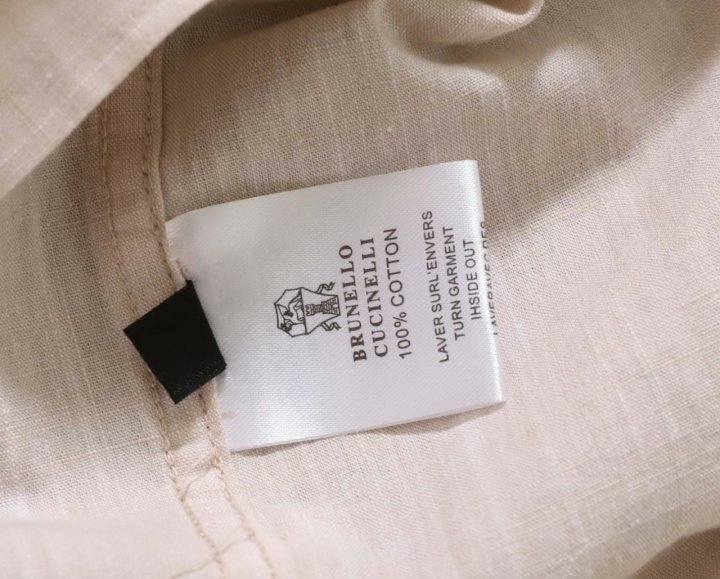 BRUNELLO
CUCINELLI
100% COTTON
LAVER SURL'ENVERS
TURN GARMENT
IHSIDE OUT